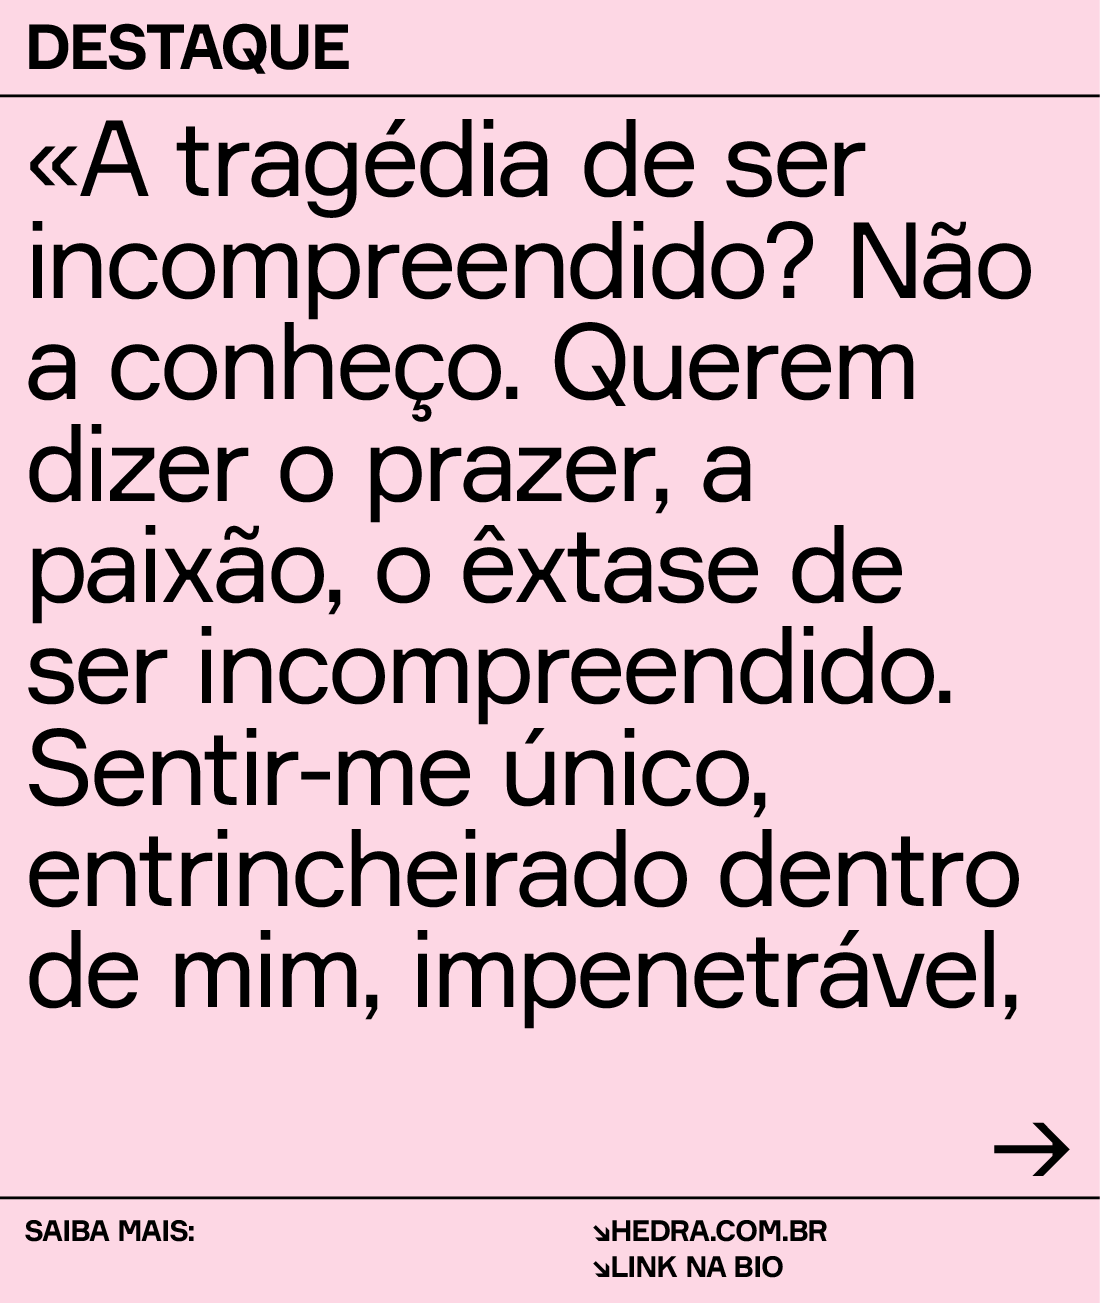 DESTAQUE
«A tragédia de ser
incompreendido? Não
a conheço. Querem
dizer o prazer, a
paixão, o êxtase de
ser incompreendido.
Sentir-me único,
entrincheirado dentro
de mim, impenetrável,
→
SAIBA MAIS:
↘HEDRA.COM.BR
↘LINK NA BIO